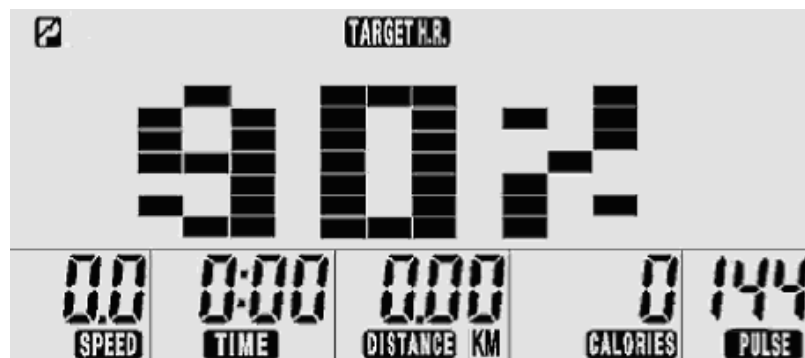 P TARGET H.R.
90%
0.0 0:00 0.00 0 144
SPEED TIME DISTANCE KM CALORIES PULSE